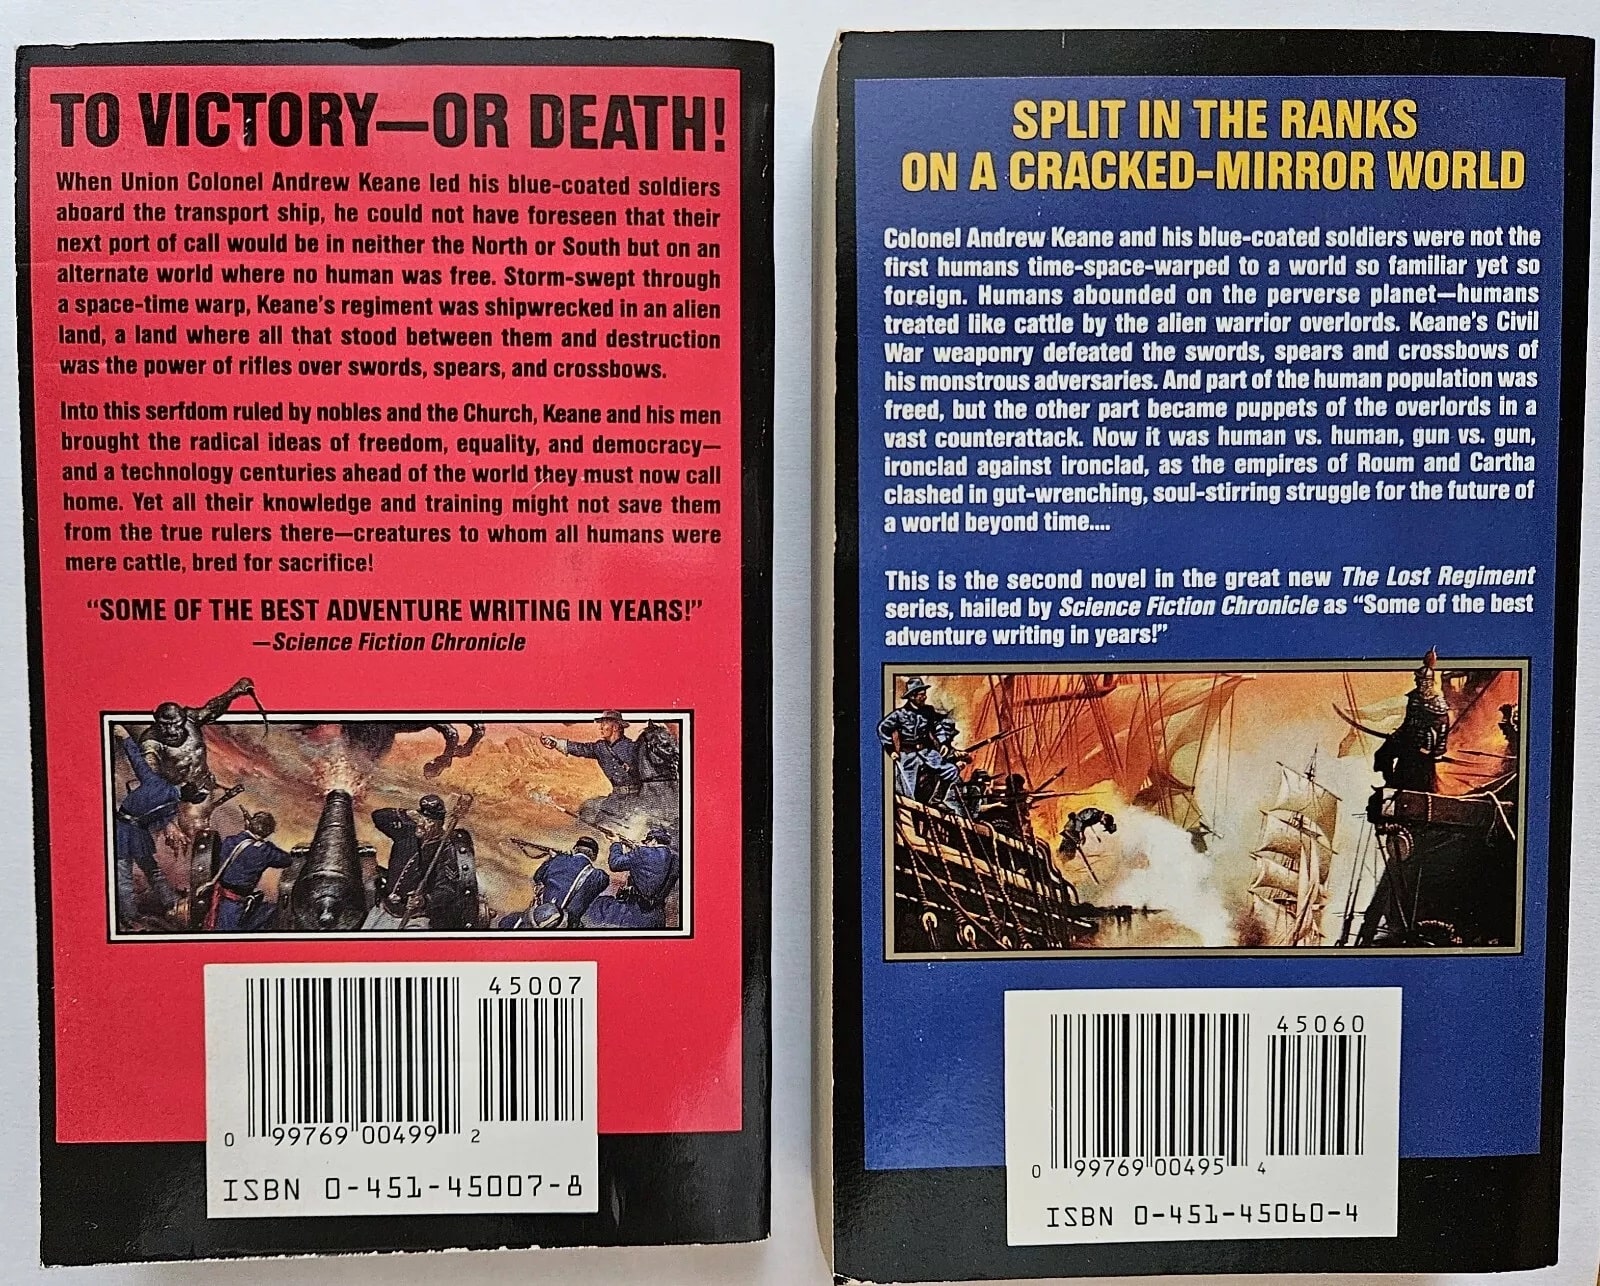 TO VICTORY—OR DEATH!
When Union Colonel Andrew Keane led his blue-coated soldiers
aboard the transport ship, he could not have foreseen that their
next port of call would be in neither the North or South but on an
alternate world where no human was free. Storm-swept through
a space-time warp, Keane's regiment was shipwrecked in an alien
land, a land where all that stood between them and destruction
was the power of rifles over swords, spears, and crossbows.
Into this serfdom ruled by nobles and the Church, Keane and his men
brought the radical ideas of freedom, equality, and democracy—
and a technology centuries ahead of the world they must now call
home. Yet all their knowledge and training might not save them
from the true rulers there—creatures to whom all humans were
mere cattle, bred for sacrifice!
“SOME OF THE BEST ADVENTURE WRITING IN YEARS!”
—Science Fiction Chronicle
45007
0 99769 00499 2
ISBN 0-451-45007-8
SPLIT IN THE RANKS
ON A CRACKED-MIRROR WORLD
Colonel Andrew Keane and his blue-coated soldiers were not the
first humans time-space-warped to a world so familiar yet so
foreign. Humans abounded on the perverse planet—humans
treated like cattle by the alien warrior overlords. Keane's Civil
War weaponry defeated the swords, spears and crossbows of
his monstrous adversaries. And part of the human population was
freed, but the other part became puppets of the overlords in a
vast counterattack. Now it was human vs. human, gun vs. gun,
ironclad against ironclad, as the empires of Roum and Cartha
clashed in gut-wrenching, soul-stirring struggle for the future of
a world beyond time....
This is the second novel in the great new The Lost Regiment
series, hailed by Science Fiction Chronicle as “Some of the best
adventure writing in years!”
45060
0 99769 00495 4
ISBN 0-451-45060-4